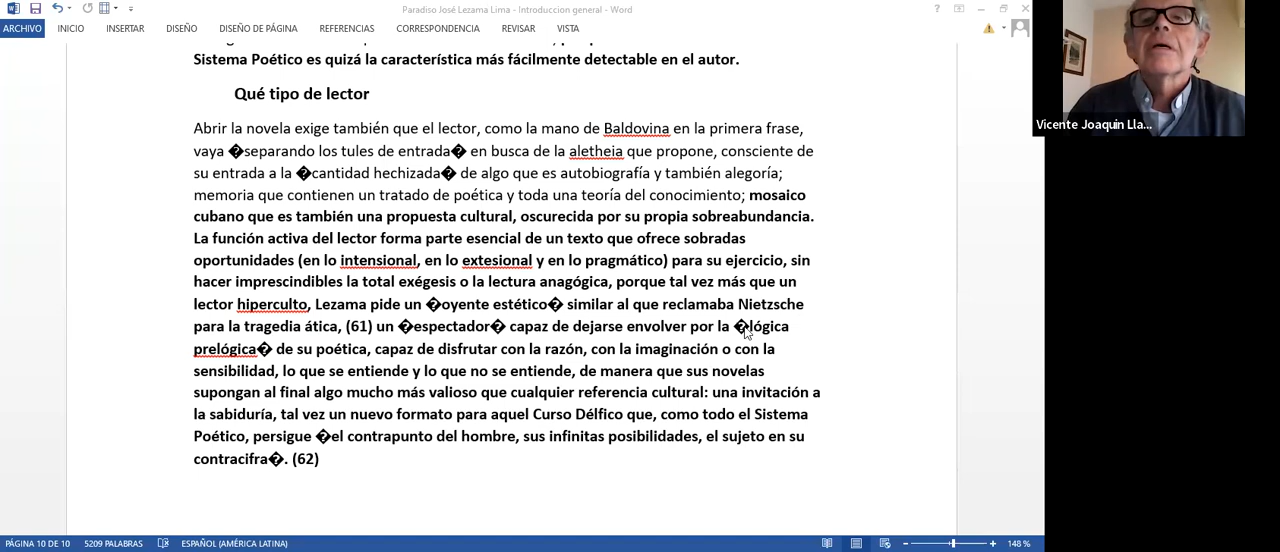 Paradiso José Lezama Lima - Introduccion general - Word
ARCHIVO INICIO INSERTAR DISEÑO DISEÑO DE PÁGINA REFERENCIAS CORRESPONDENCIA REVISAR VISTA
Vicente Joaquin Lla...
Sistema Poético es quizá la característica más fácilmente detectable en el autor.
Qué tipo de lector
Abrir la novela exige también que el lector, como la mano de Baldovina en la primera frase,
vaya �separando los tules de entrada� en busca de la aletheia que propone, consciente de
su entrada a la �cantidad hechizada� de algo que es autobiografía y también alegoría;
memoria que contienen un tratado de poética y toda una teoría del conocimiento; mosaico
cubano que es también una propuesta cultural, oscurecida por su propia sobreabundancia.
La función activa del lector forma parte esencial de un texto que ofrece sobradas
oportunidades (en lo intensional, en lo extesional y en lo pragmático) para su ejercicio, sin
hacer imprescindibles la total exégesis o la lectura anagógica, porque tal vez más que un
lector hiperculto, Lezama pide un �oyente estético� similar al que reclamaba Nietzsche
para la tragedia ática, (61) un �espectador� capaz de dejarse envolver por la �lógica
prelógica� de su poética, capaz de disfrutar con la razón, con la imaginación o con la
sensibilidad, lo que se entiende y lo que no se entiende, de manera que sus novelas
supongan al final algo mucho más valioso que cualquier referencia cultural: una invitación a
la sabiduría, tal vez un nuevo formato para aquel Curso Délfico que, como todo el Sistema
Poético, persigue �el contrapunto del hombre, sus infinitas posibilidades, el sujeto en su
contracifra�. (62)
PÁGINA 10 DE 10 5209 PALABRAS ESPAÑOL (AMÉRICA LATINA) 148 %